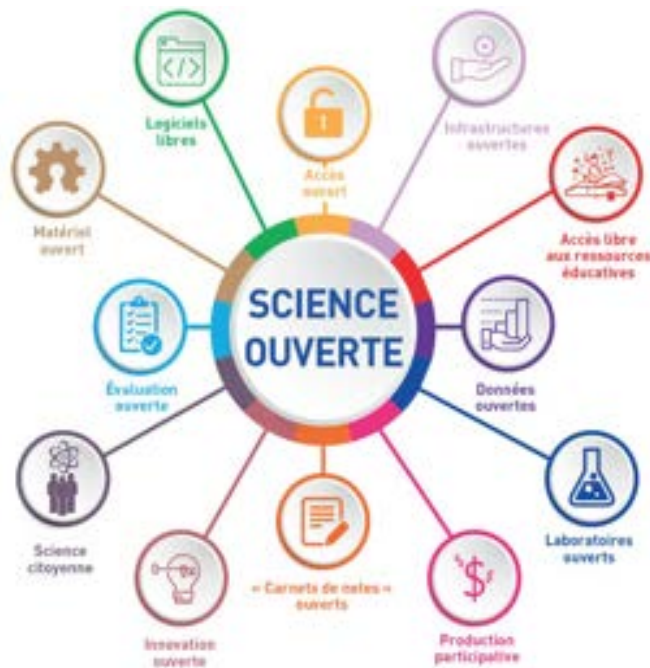 Logiciels
libres
Accès
ouvert
Infrastructures
ouvertes
Matériel
ouvert
Accès libre
aux ressources
éducatives
SCIENCE
OUVERTE
Évaluation
ouverte
Données
ouvertes
Science
citoyenne
Laboratoires
ouverts
« Carnets de notes »
ouverts
Innovation
ouverte
Production
participative